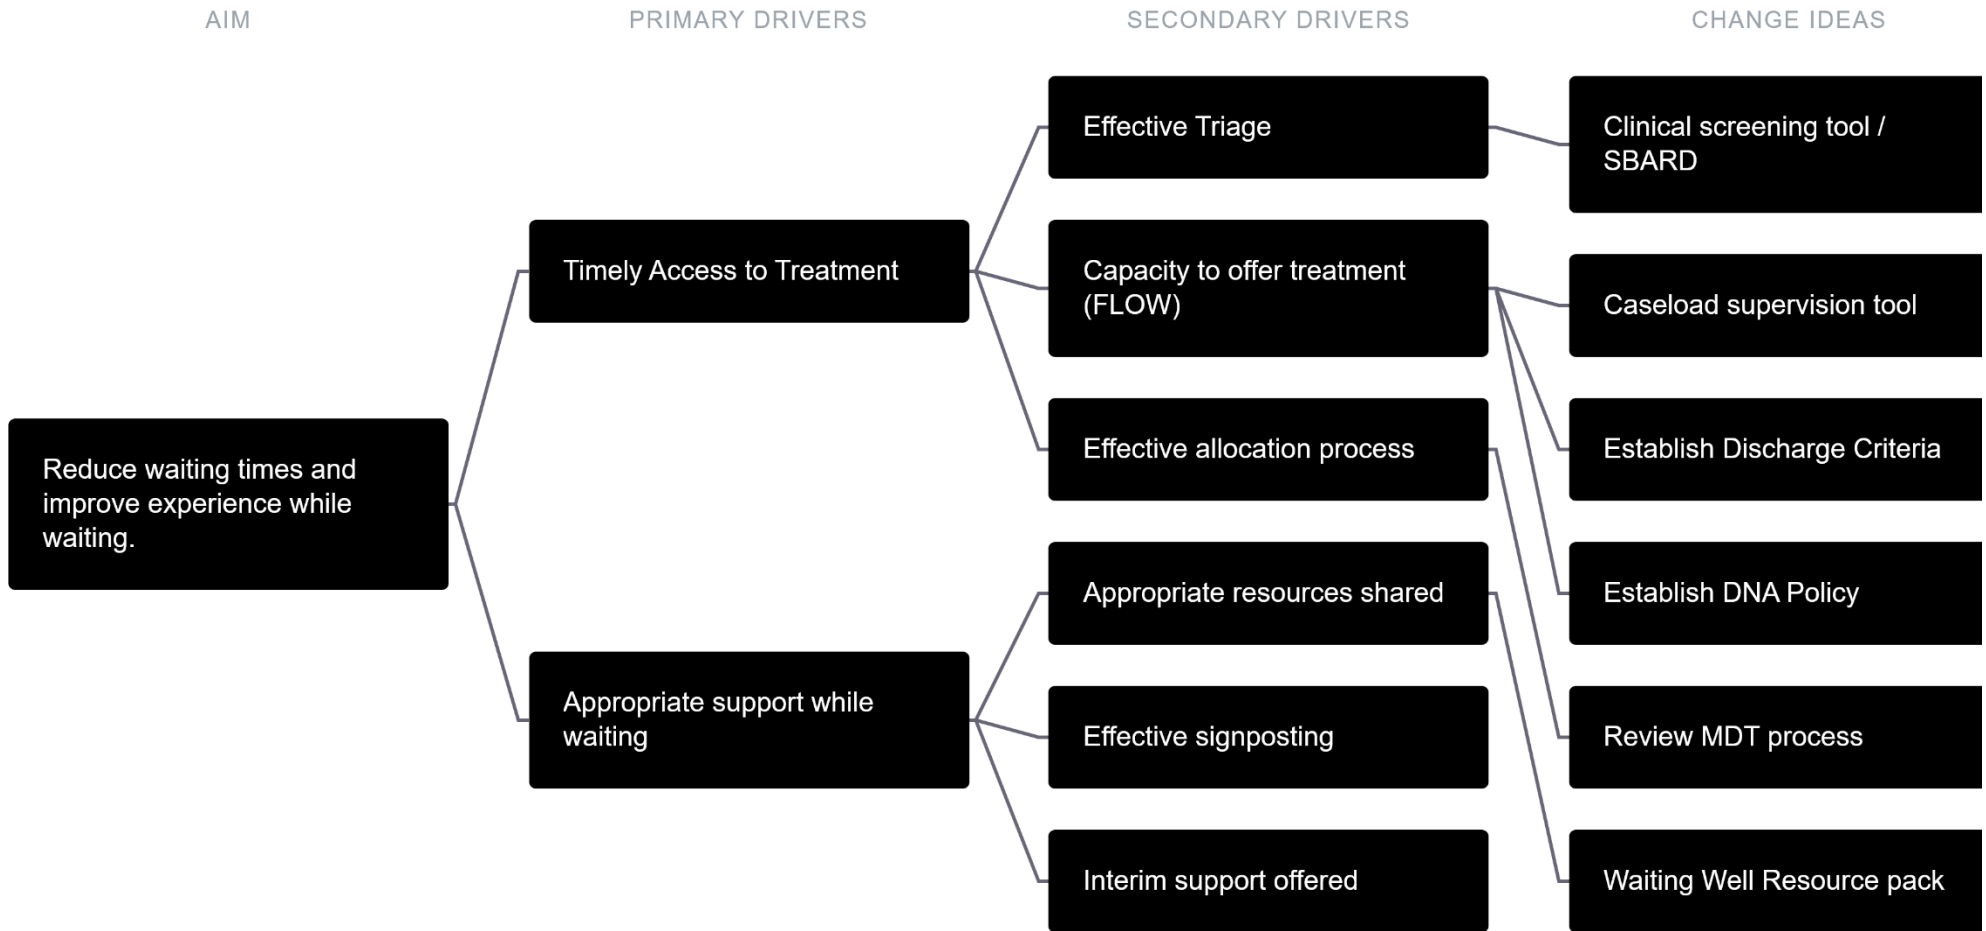 AIM
PRIMARY DRIVERS
SECONDARY DRIVERS
CHANGE IDEAS
Reduce waiting times and
improve experience while
waiting.
Timely Access to Treatment
Appropriate support while
waiting
Effective Triage
Capacity to offer treatment
(FLOW)
Effective allocation process
Appropriate resources shared
Effective signposting
Interim support offered
Clinical screening tool /
SBARD
Caseload supervision tool
Establish Discharge Criteria
Establish DNA Policy
Review MDT process
Waiting Well Resource pack